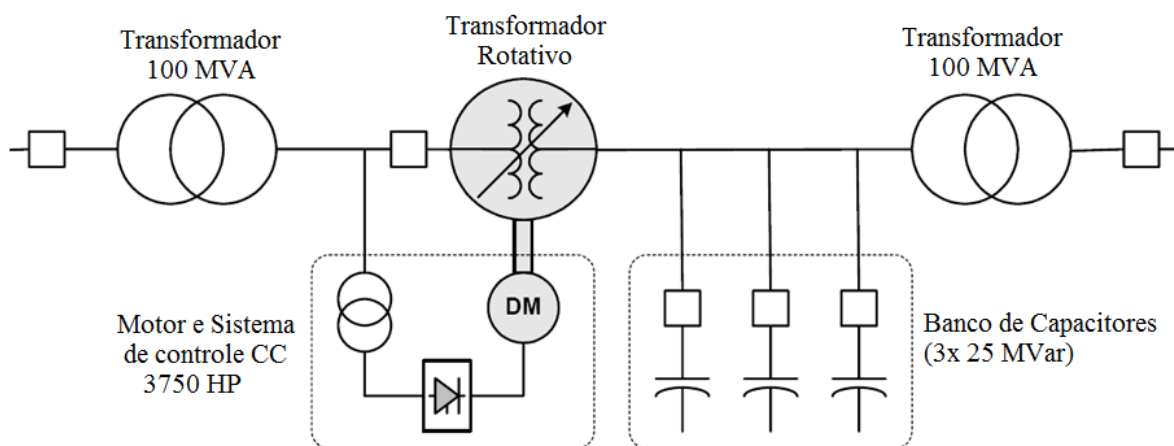 Transformador
100 MVA
Transformador
Rotativo
Transformador
100 MVA
DM
Motor e Sistema
de controle CC
3750 HP
Banco de Capacitores
(3x 25 MVar)